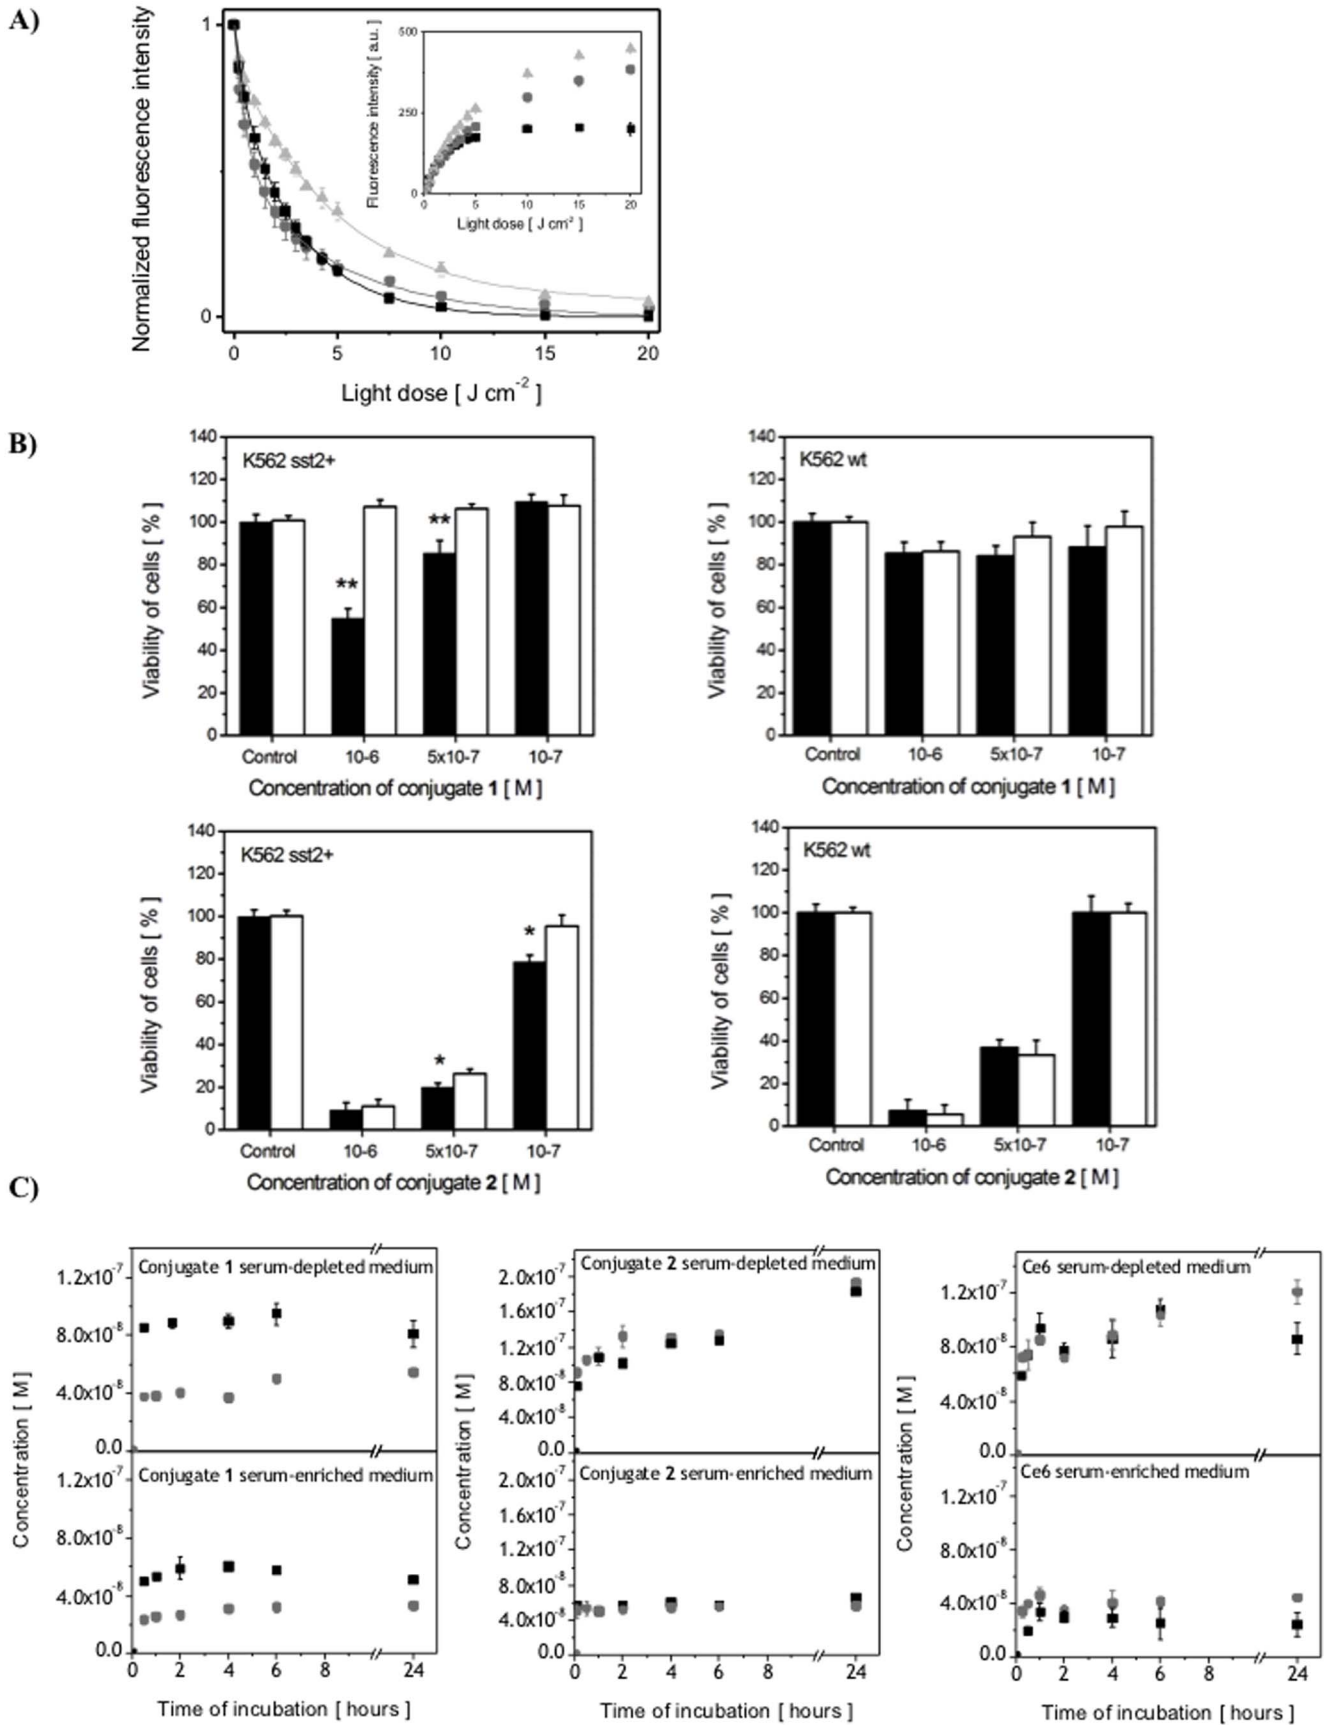 A)
Normalized fluorescence intensity
1
0
0 5 10 15 20
Light dose [ J cm-2 ]
Fluorescence intensity [ a.u. ]
500
250
0
0 5 10 15 20
Light dose [ J cm-2 ]
B)
Viability of cells [ % ]
140
120
100
80
60
40
20
0
K562 sst2+
**
**
Control 10-6 5x10-7 10-7
Concentration of conjugate 1 [ M ]
Viability of cells [ % ]
140
120
100
80
60
40
20
0
K562 wt
Control 10-6 5x10-7 10-7
Concentration of conjugate 1 [ M ]
Viability of cells [ % ]
140
120
100
80
60
40
20
0
K562 sst2+
*
*
Control 10-6 5x10-7 10-7
Concentration of conjugate 2 [ M ]
Viability of cells [ % ]
140
120
100
80
60
40
20
0
K562 wt
Control 10-6 5x10-7 10-7
Concentration of conjugate 2 [ M ]
C)
Concentration [ M ]
Conjugate 1 serum-depleted medium
1.2x10-7
8.0x10-8
4.0x10-8
0.0
Conjugate 1 serum-enriched medium
1.2x10-7
8.0x10-8
4.0x10-8
0.0
0 2 4 6 8 24
Time of incubation [ hours ]
Concentration [ M ]
Conjugate 2 serum-depleted medium
2.0x10-7
1.6x10-7
1.2x10-7
8.0x10-8
4.0x10-8
0.0
Conjugate 2 serum-enriched medium
2.0x10-7
1.6x10-7
1.2x10-7
8.0x10-8
4.0x10-8
0.0
0 2 4 6 8 24
Time of incubation [ hours ]
Concentration [ M ]
Ce6 serum-depleted medium
1.2x10-7
8.0x10-8
4.0x10-8
0.0
Ce6 serum-enriched medium
1.2x10-7
8.0x10-8
4.0x10-8
0.0
0 2 4 6 8 24
Time of incubation [ hours ]